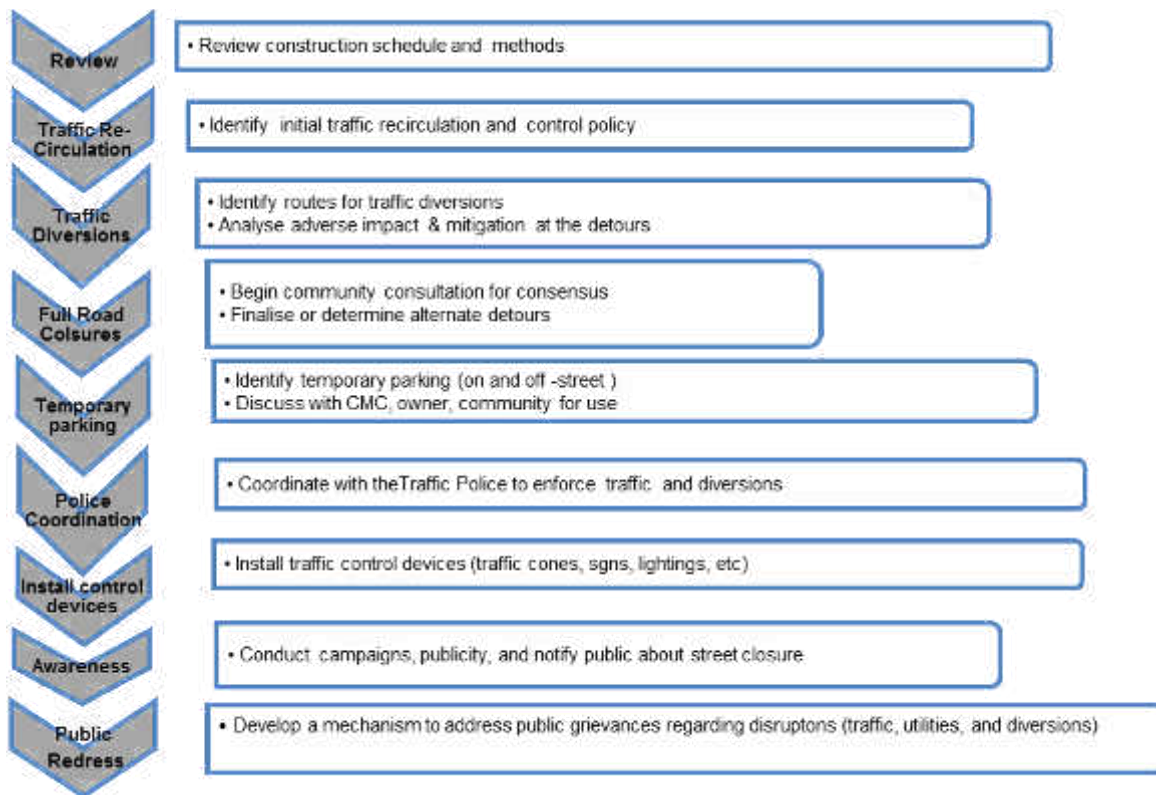 Review
• Review construction schedule and methods
Traffic Re-
Circulation
• Identify initial traffic recirculation and control policy
Traffic
Diversions
• Identify routes for traffic diversions
• Analyse adverse impact & mitigation at the detours
Full Road
Colsures
• Begin community consultation for consensus
• Finalise or determine alternate detours
Temporary
parking
• Identify temporary parking (on and off -street )
• Discuss with CMC, owner, community for use
Police
Coordination
• Coordinate with theTraffic Police to enforce traffic and diversions
Install control
devices
• Install traffic control devices (traffic cones, sgns, lightings, etc)
Awareness
• Conduct campaigns, publicity, and notify public about street closure
Public
Redress
• Develop a mechanism to address public grievances regarding disruptons (traffic, utilities, and diversions)